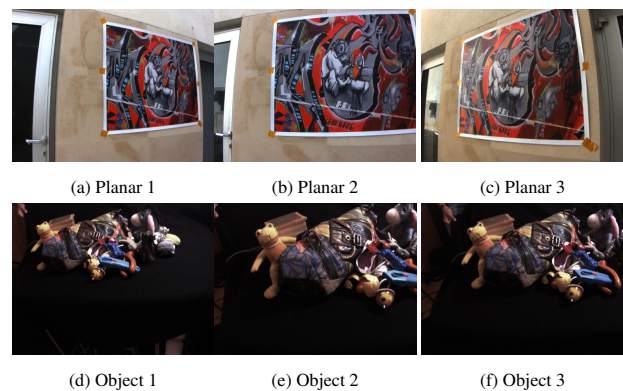 (a) Planar 1
(b) Planar 2
(c) Planar 3
(d) Object 1
(e) Object 2
(f) Object 3